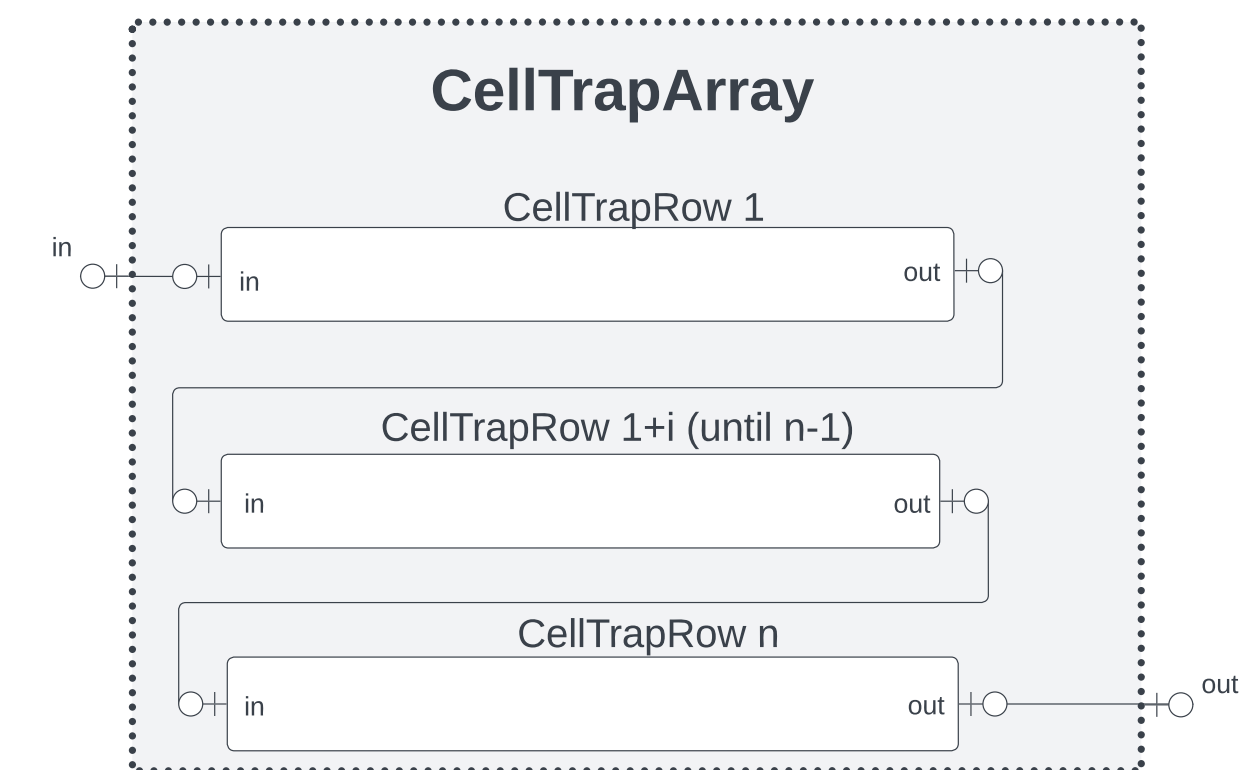 CellTrapArray
CellTrapRow 1
in
in
out
CellTrapRow 1+i (until n-1)
in
out
CellTrapRow n
in
out
out